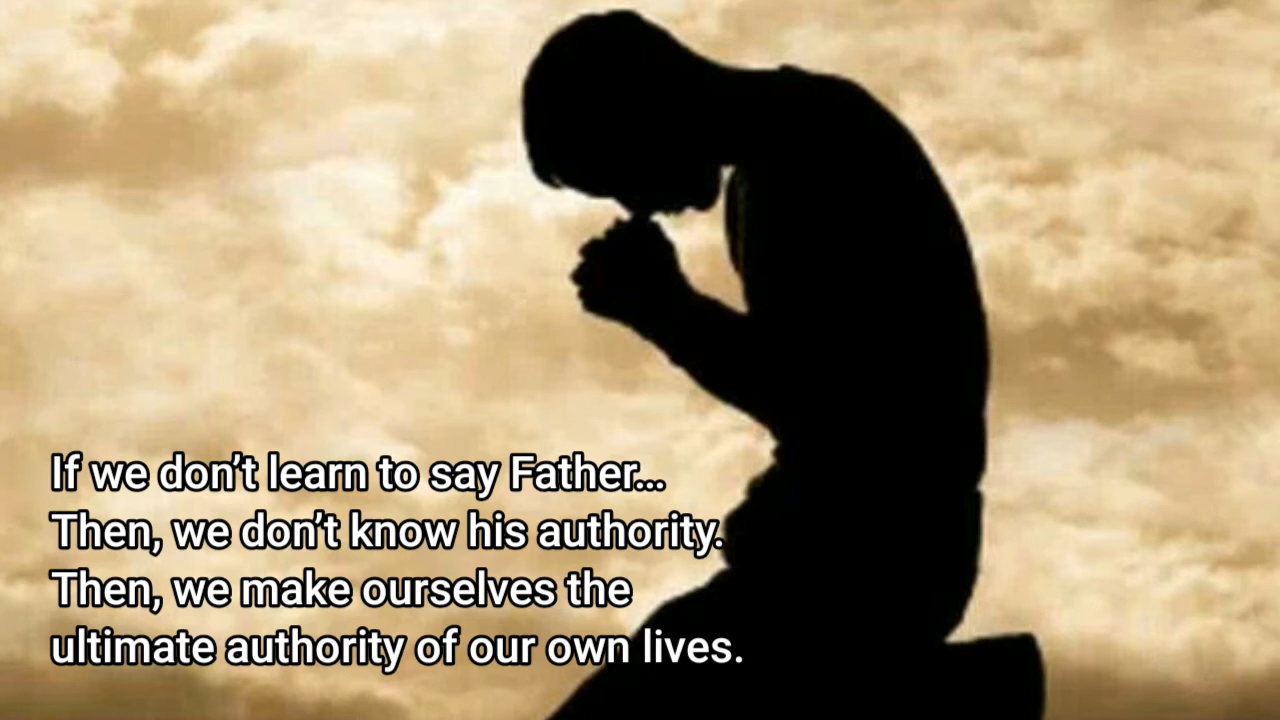 If we don’t learn to say Father...
Then, we don’t know his authority.
Then, we make ourselves the
ultimate authority of our own lives.